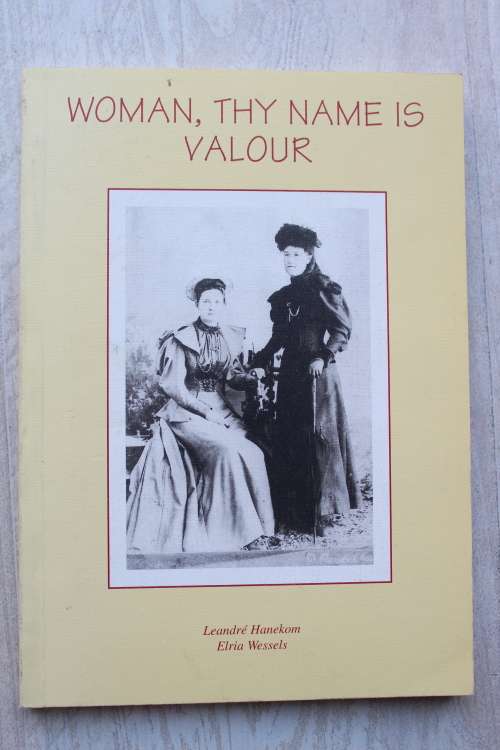 WOMAN, THY NAME IS
VALOUR
Leandré Hanekom
Elria Wessels